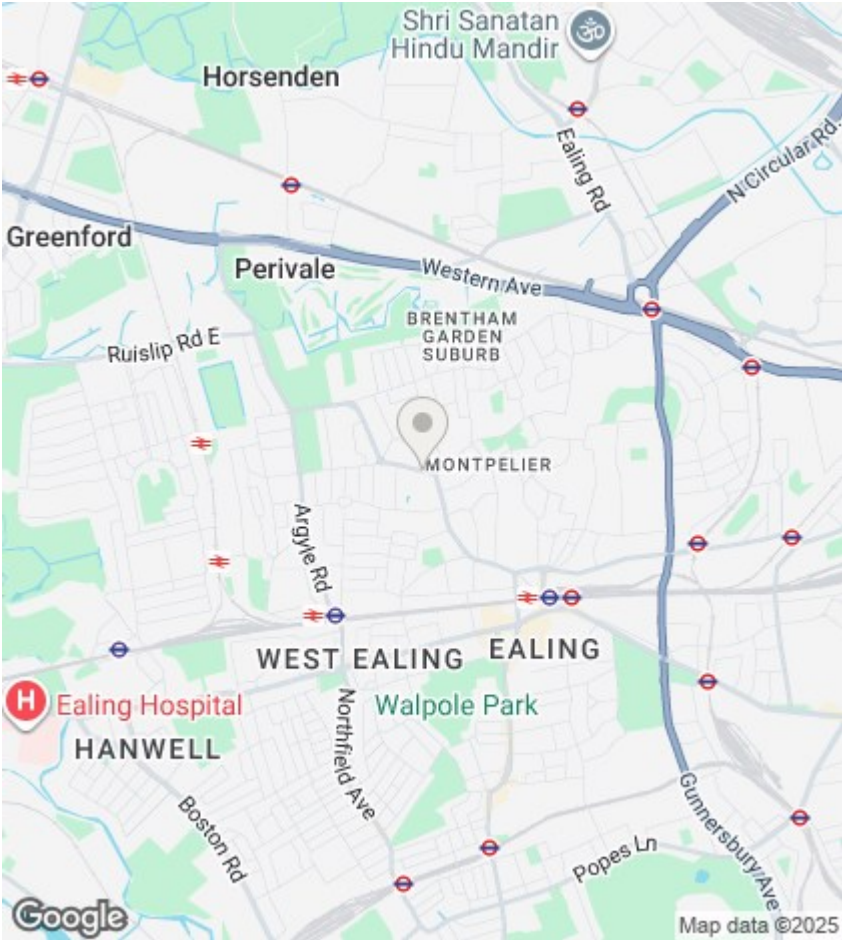 Shri Sanatan
Hindu Mandir
Horsenden
Ealing Rd
N Circular Rd.
Greenford
Perivale
Western Ave
BRENTHAM
GARDEN
SUBURB
Ruislip Rd E
MONTPELIER
Argyle Rd
WEST EALING
EALING
H
Ealing Hospital
Walpole Park
HANWELL
Northfield Ave
Boston Rd
Gunnersbury Ave
Popes Ln
Google
Map data ©2025